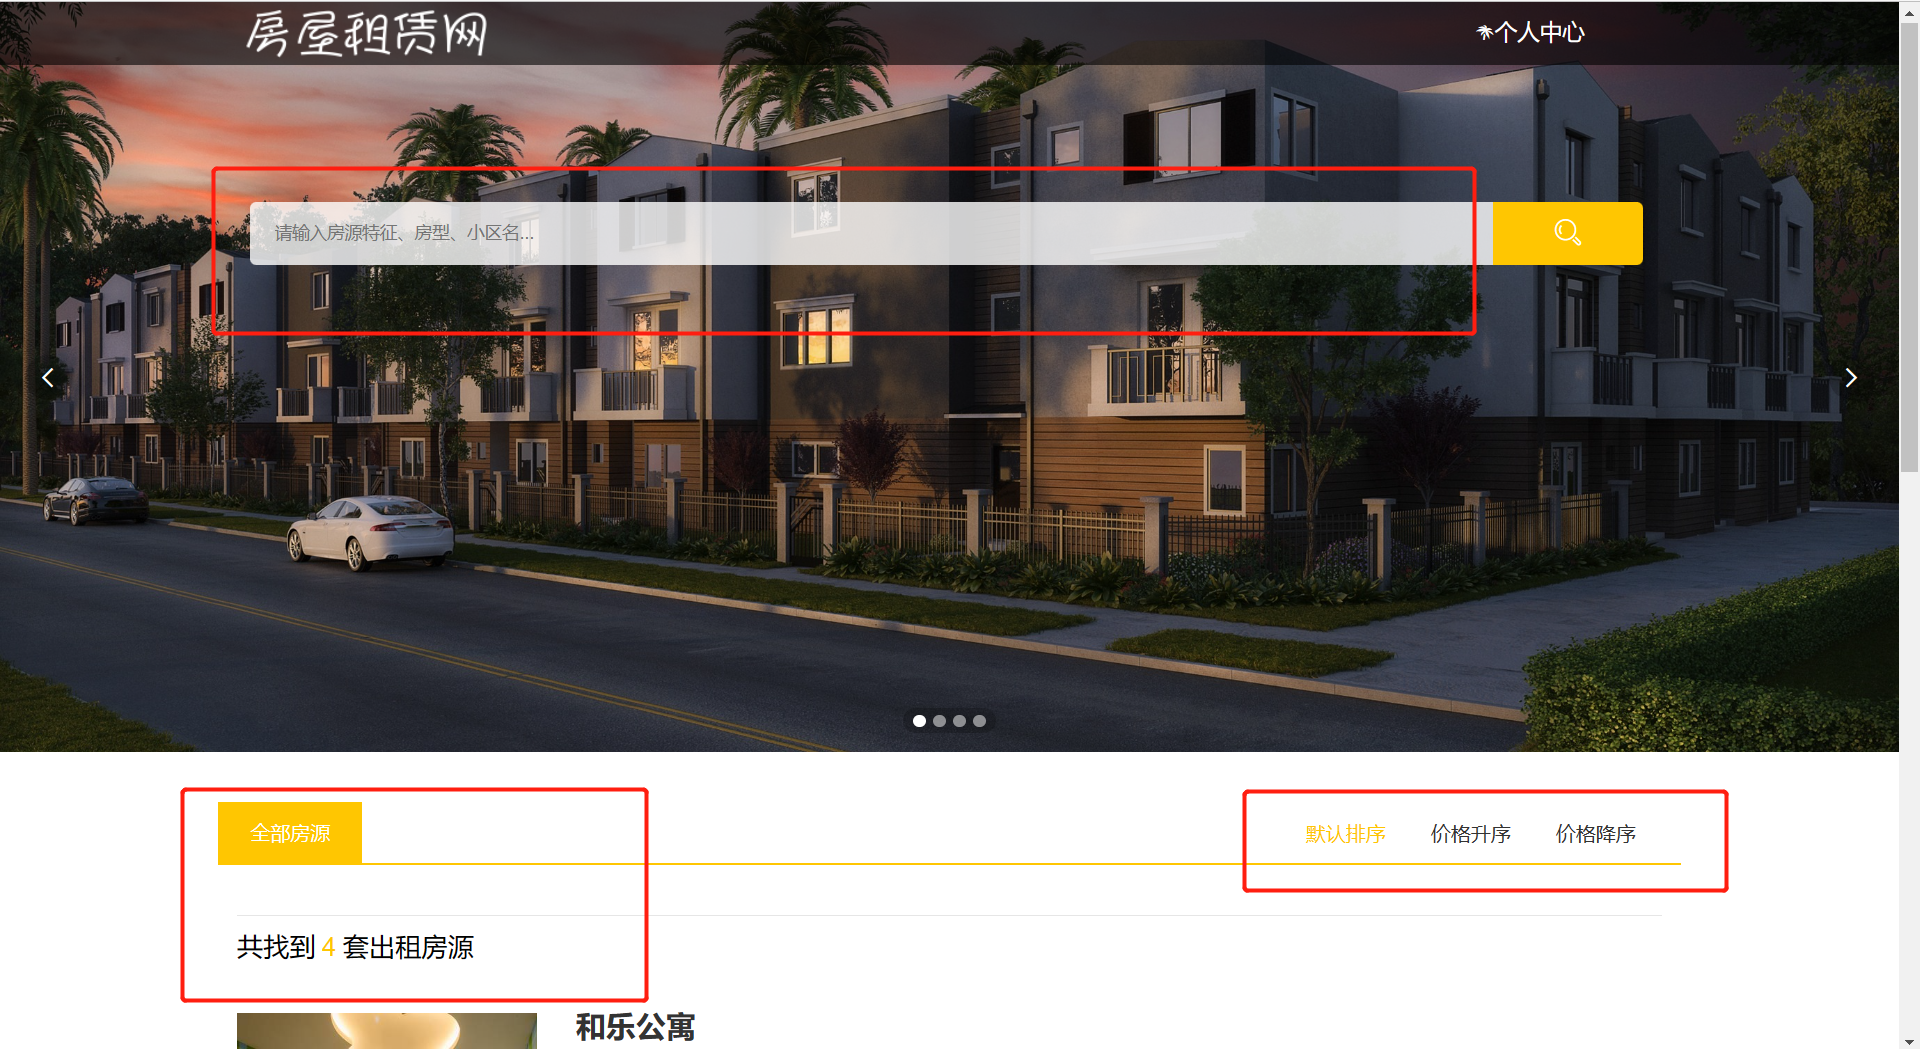 房屋租赁网
个人中心
请输入房源特征、房型、小区名...
全部房源
默认排序 价格升序 价格降序
共找到 4 套出租房源
和乐公寓